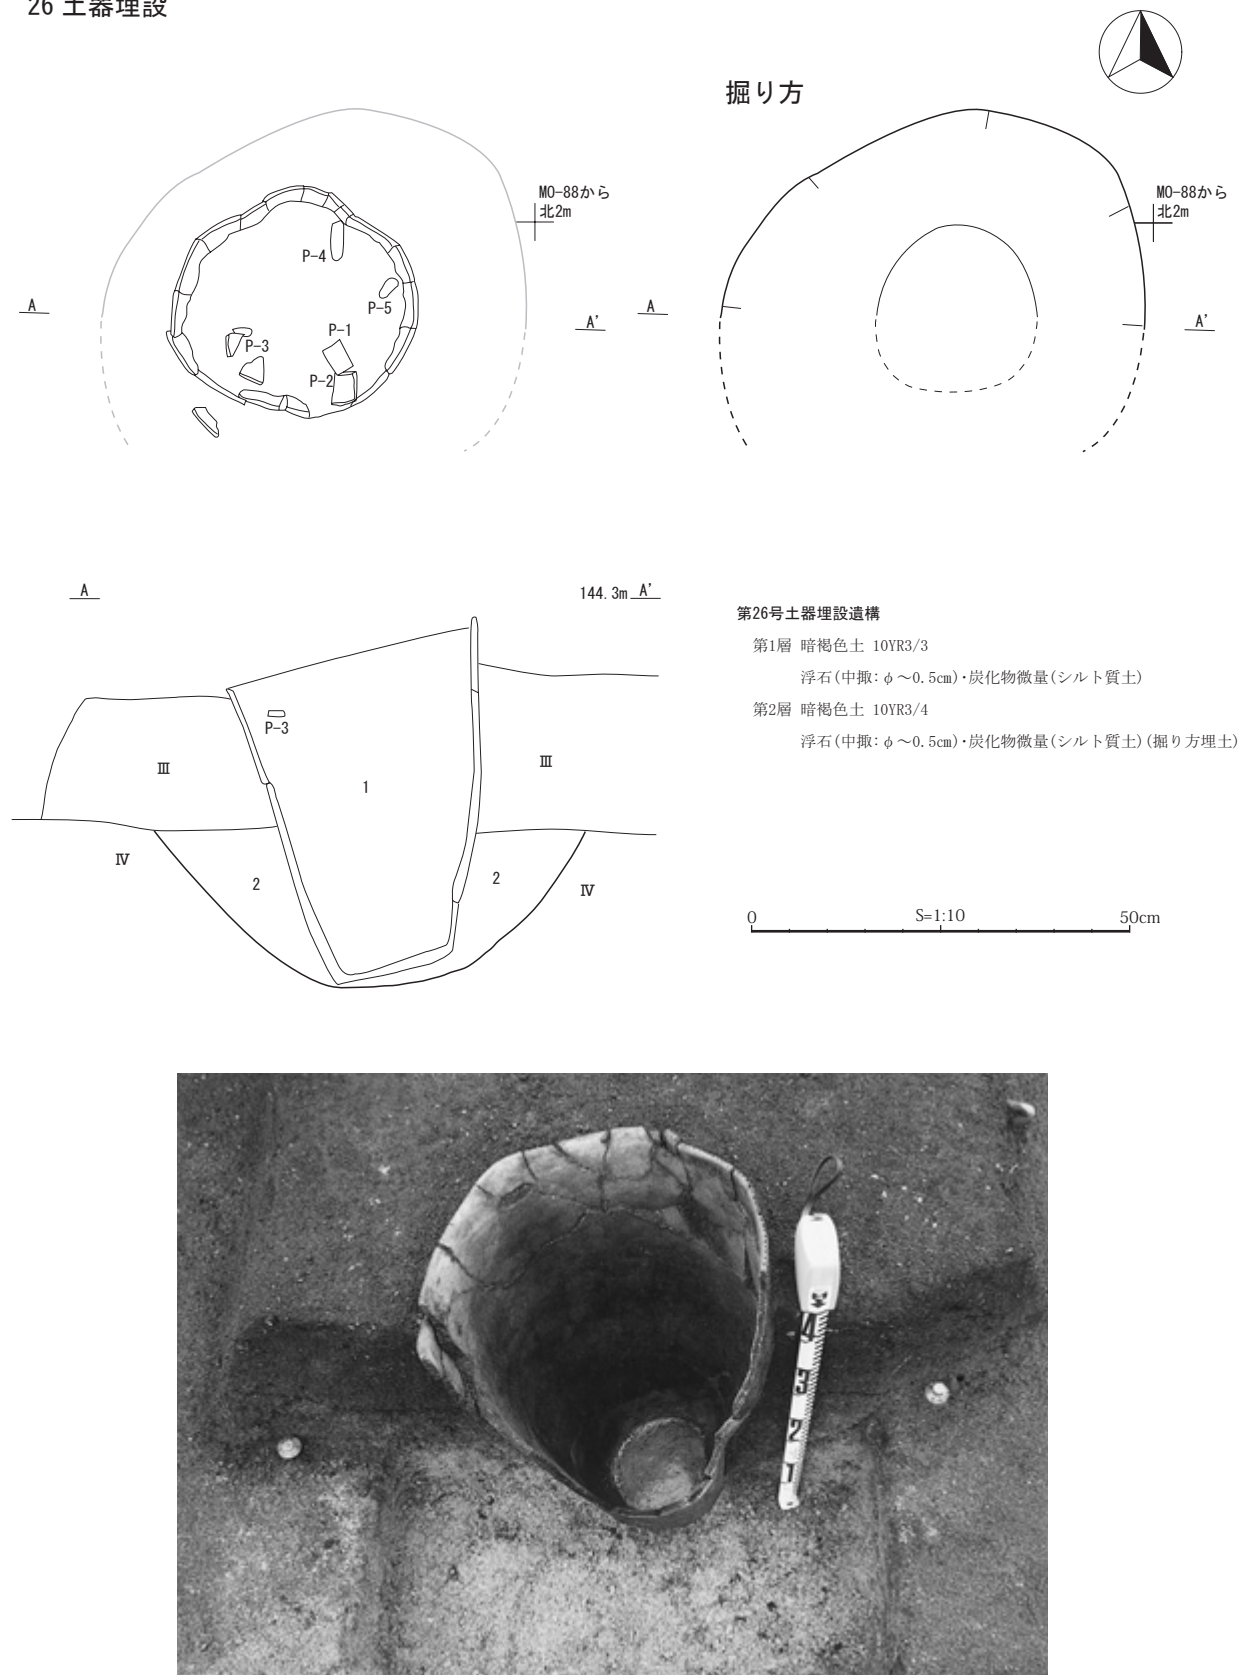 26 土器埋設
掘り方
MO-88から
北2m
P-4
P-5
A
A'
P-1
P-3
P-2
MO-88から
北2m
A
A'
A
144.3m A'
P-3
Ⅲ
1
Ⅲ
Ⅳ
2
2
Ⅳ
第26号土器埋設遺構
第1層 暗褐色土 10YR3/3
浮石(中掫:φ～0.5cm)・炭化物微量(シルト質土)
第2層 暗褐色土 10YR3/4
浮石(中掫:φ～0.5cm)・炭化物微量(シルト質土)(掘り方埋土)
0 S=1:10 50cm
4
3
2
1